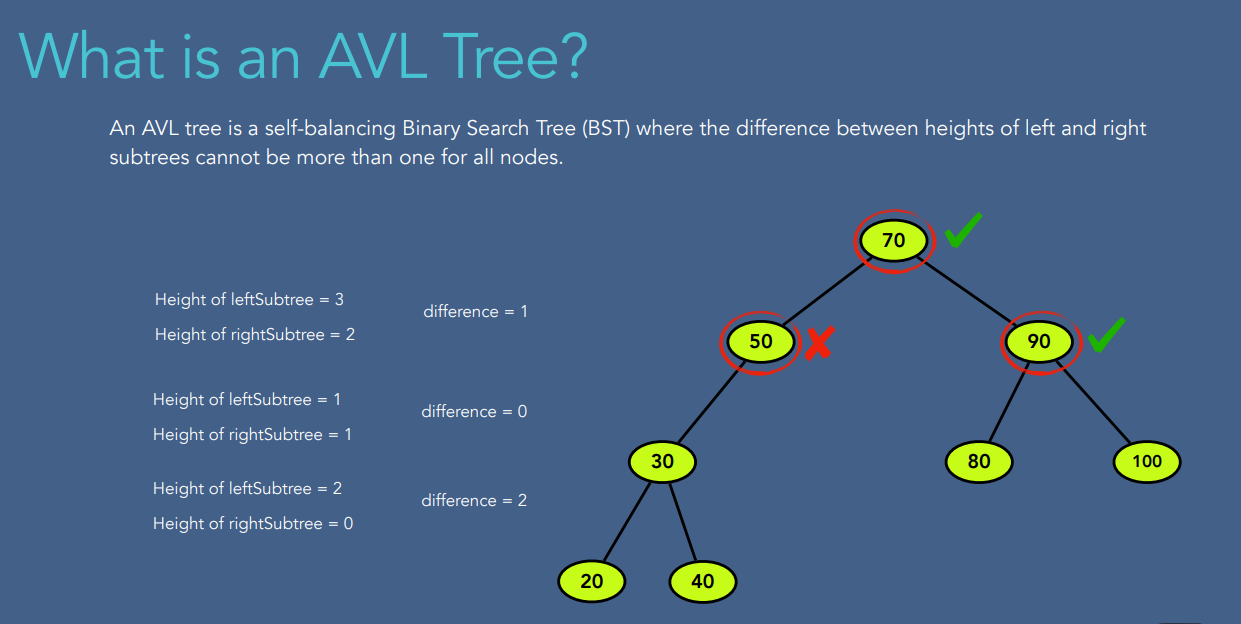 What is an AVL Tree?
An AVL tree is a self-balancing Binary Search Tree (BST) where the difference between heights of left and right
subtrees cannot be more than one for all nodes.
70
Height of leftSubtree = 3
difference = 1
Height of rightSubtree = 2
50
90
Height of leftSubtree = 1
difference = 0
Height of rightSubtree = 1
30
80
100
Height of leftSubtree = 2
difference = 2
Height of rightSubtree = 0
20
40